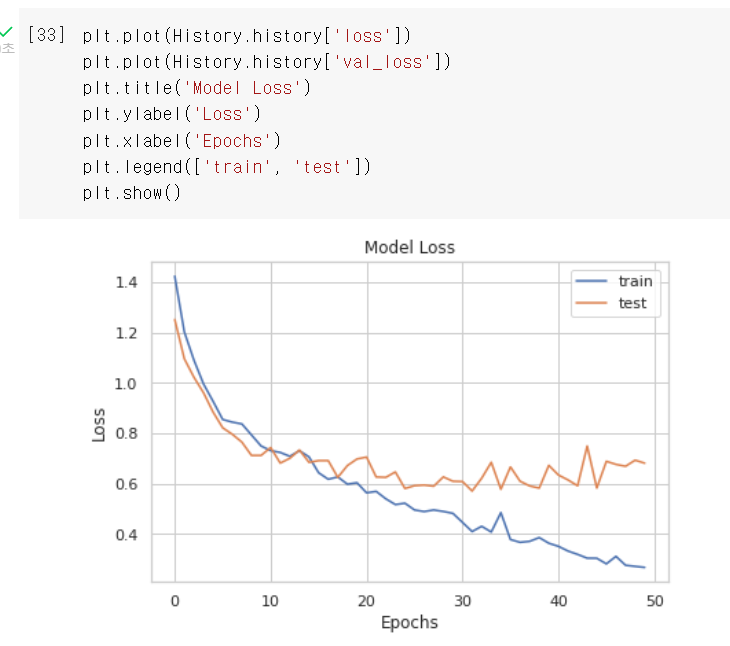 [33] plt.plot(History.history['loss'])
초
plt.plot(History.history['val_loss'])
plt.title('Model Loss')
plt.ylabel('Loss')
plt.xlabel('Epochs')
plt.legend(['train', 'test'])
plt.show()
Model Loss
train
test
1.4
1.2
1.0
0.8
0.6
0.4
Loss
0 10 20 30 40 50
Epochs